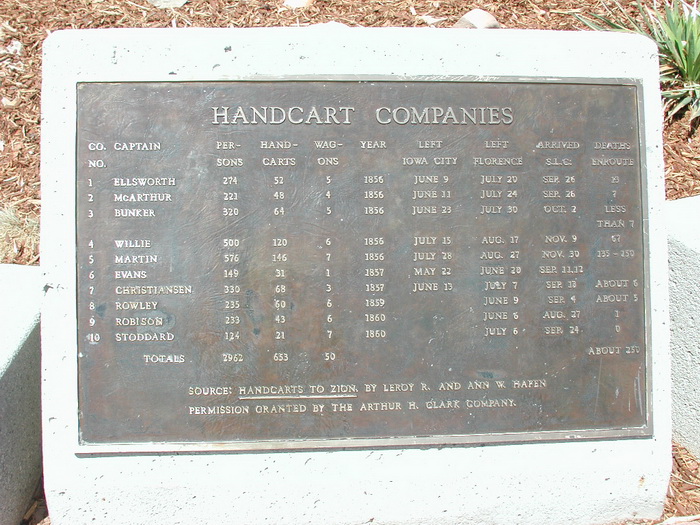 HANDCART COMPANIES
CO. CAPTAIN PER- HAND- WAG- YEAR LEFT LEFT ARRIVED DEATHS
NO. SONS CARTS ONS IOWA CITY FLORENCE S.L.C. ENROUTE
1 ELLSWORTH 274 52 5 1856 JUNE 9 JULY 20 SEP. 26
2 McARTHUR 221 48 4 1856 JUNE 11 JULY 24 SEP. 26 7
3 BUNKER 320 64 5 1856 JUNE 23 JULY 30 OCT. 2 LESS
THAN 7
4 WILLIE 500 120 6 1856 JULY 15 AUG. 17 NOV. 9 67
5 MARTIN 576 146 7 1856 JULY 28 AUG. 27 NOV. 30 135-150
6 EVANS 149 31 1 1857 MAY 22 JUNE 20 SEP. 11,12
7 CHRISTIANSEN 330 68 3 1857 JUNE 13 JULY 7 SEP. 13 ABOUT 6
8 ROWLEY 235 60 6 1859 JUNE 9 SEP. 4 ABOUT 5
9 ROBISON 233 43 6 1860 JUNE 6 AUG. 27 1
10 STODDARD 124 21 7 1860 JULY 6 SEP. 24 0
TOTALS 2962 653 50 ABOUT 250
SOURCE: HANDCARTS TO ZION, BY LEROY R. AND ANN W. HAFEN
PERMISSION GRANTED BY THE ARTHUR H. CLARK COMPANY.